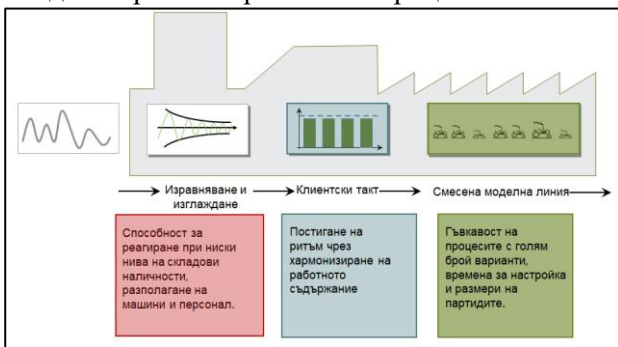 Изравняване и
изглаждане
Клиентски такт
Смесена моделна линия
Способност за
реагиране при ниски
нива на складови
наличности,
разполагане на
машини и персонал.
Постигане на
ритъм чрез
хармонизиране на
работното
съдържание
Гъвкавост на
процесите с голям
брой варианти,
времена за настройка
и размери на
партидите.